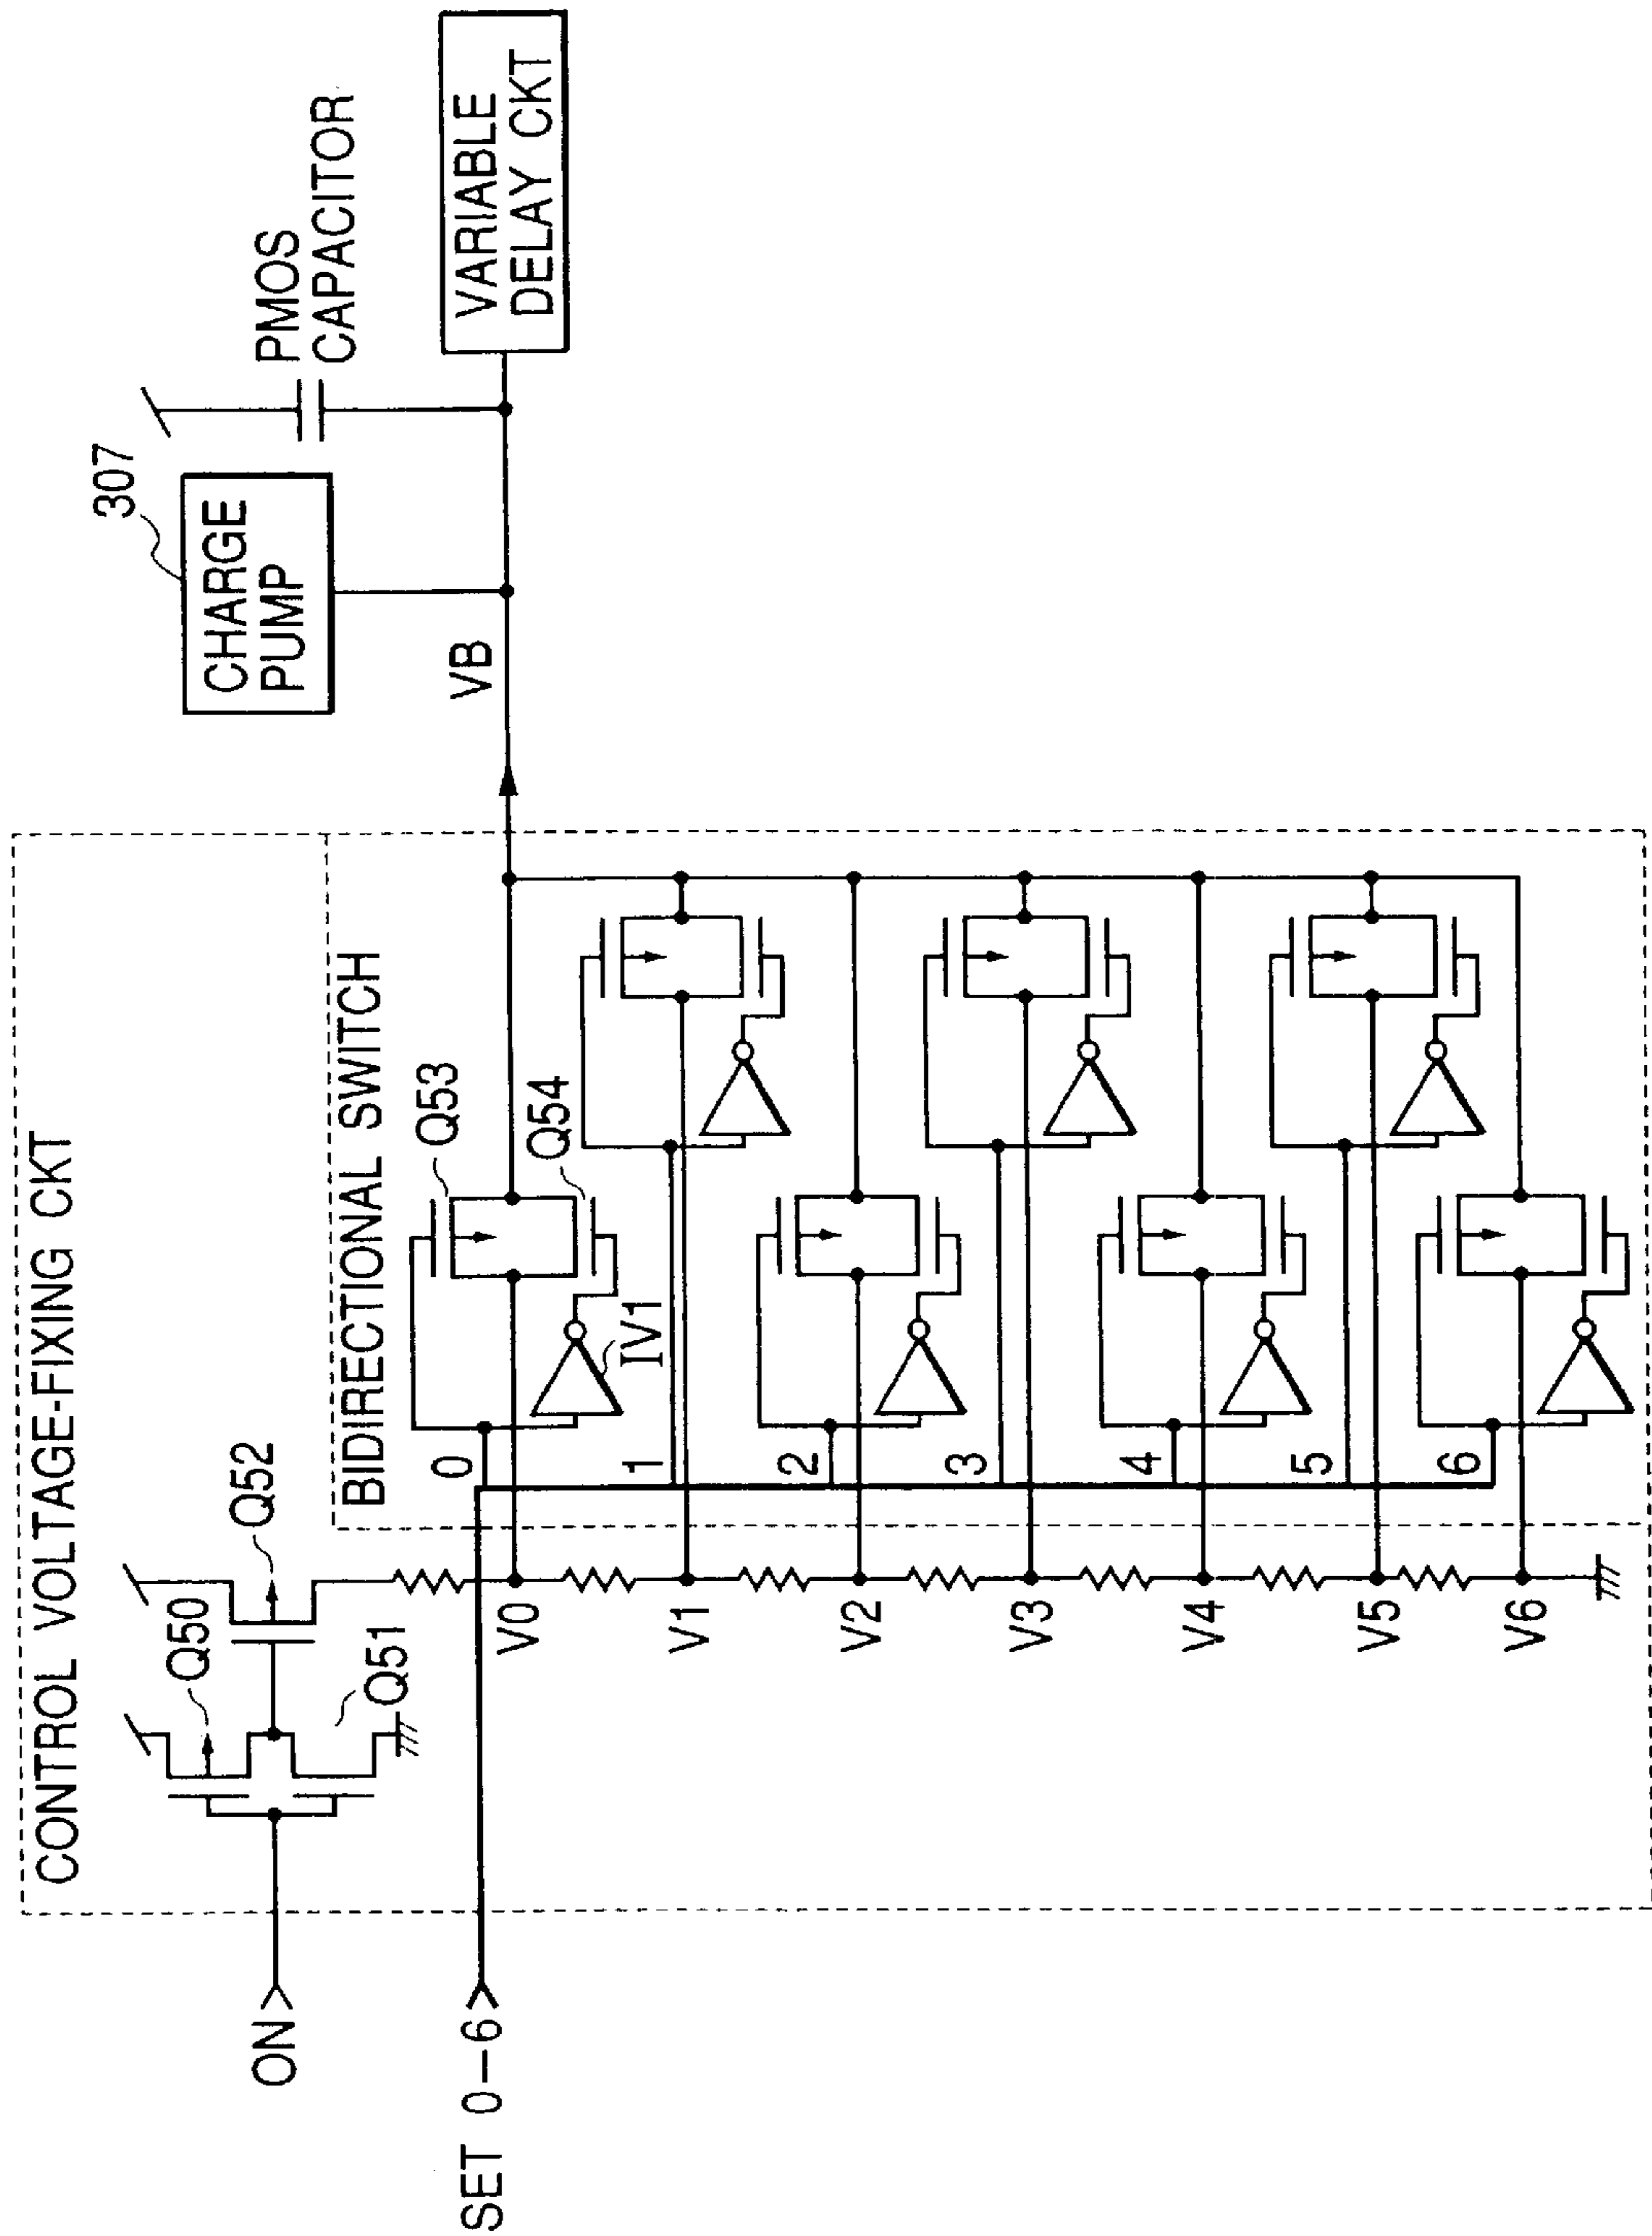 CONTROL VOLTAGE-FIXING CKT
ON
SET 0-6
Q50
Q51
Q52
BIDIRECTIONAL SWITCH
Q53
Q54
IV1
0
1
2
3
4
5
6
V0
V1
V2
V3
V4
V5
V6
VB
307
CHARGE
PUMP
PMOS
CAPACITOR
VARIABLE
DELAY CKT